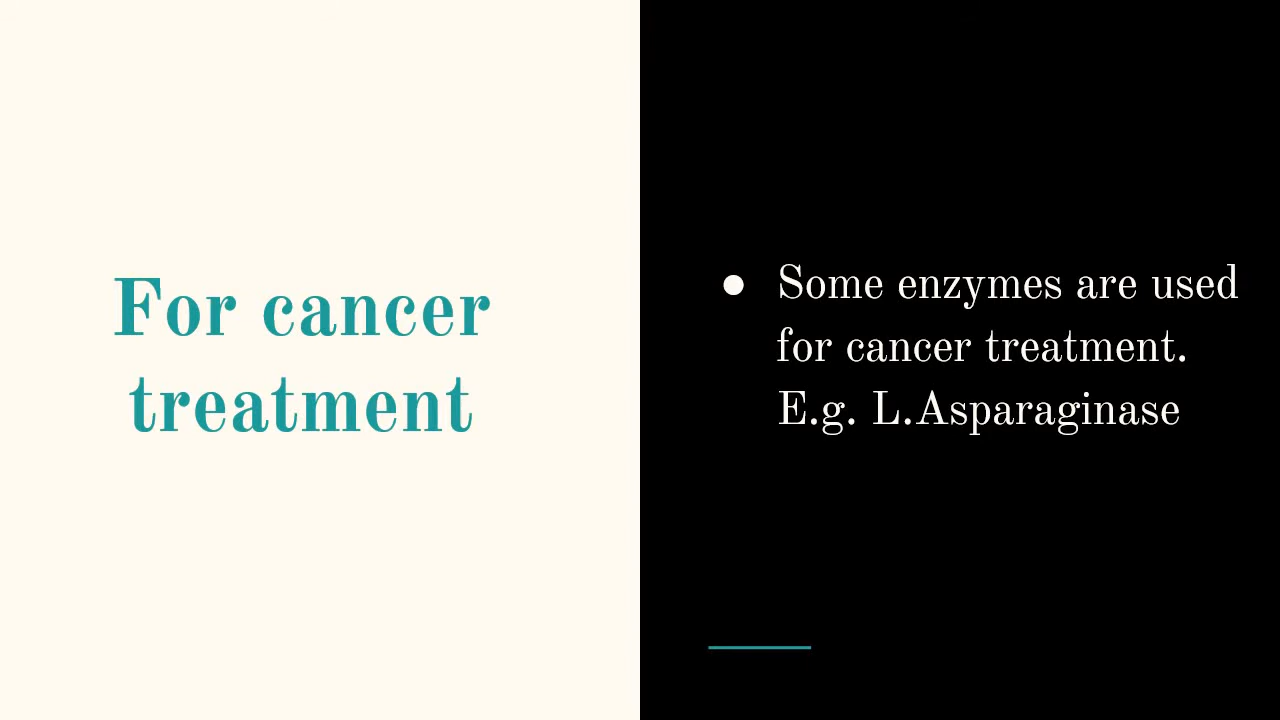 For cancer
treatment
● Some enzymes are used
for cancer treatment.
E.g. L.Asparaginase